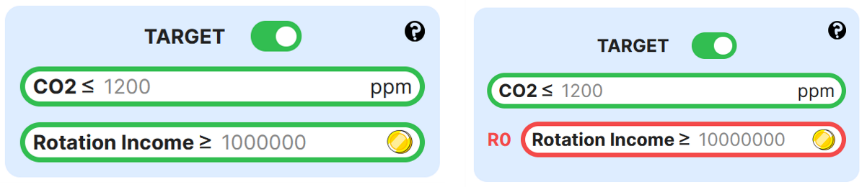 TARGET ?
CO2 ≤ 1200 ppm
Rotation Income ≥ 1000000
TARGET ?
CO2 ≤ 1200 ppm
R0 Rotation Income ≥ 10000000